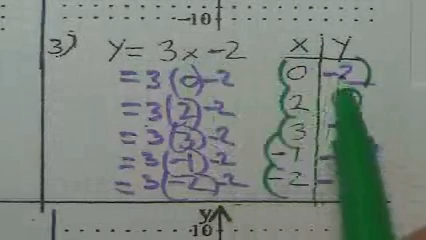 -10
3) y = 3x -2 x y
= 3(0)-2 0 -2
= 3(2)-2 2
= 3(3)-2 3
= 3(-1)-2 -1
= 3(-2)-2 -2
y
10